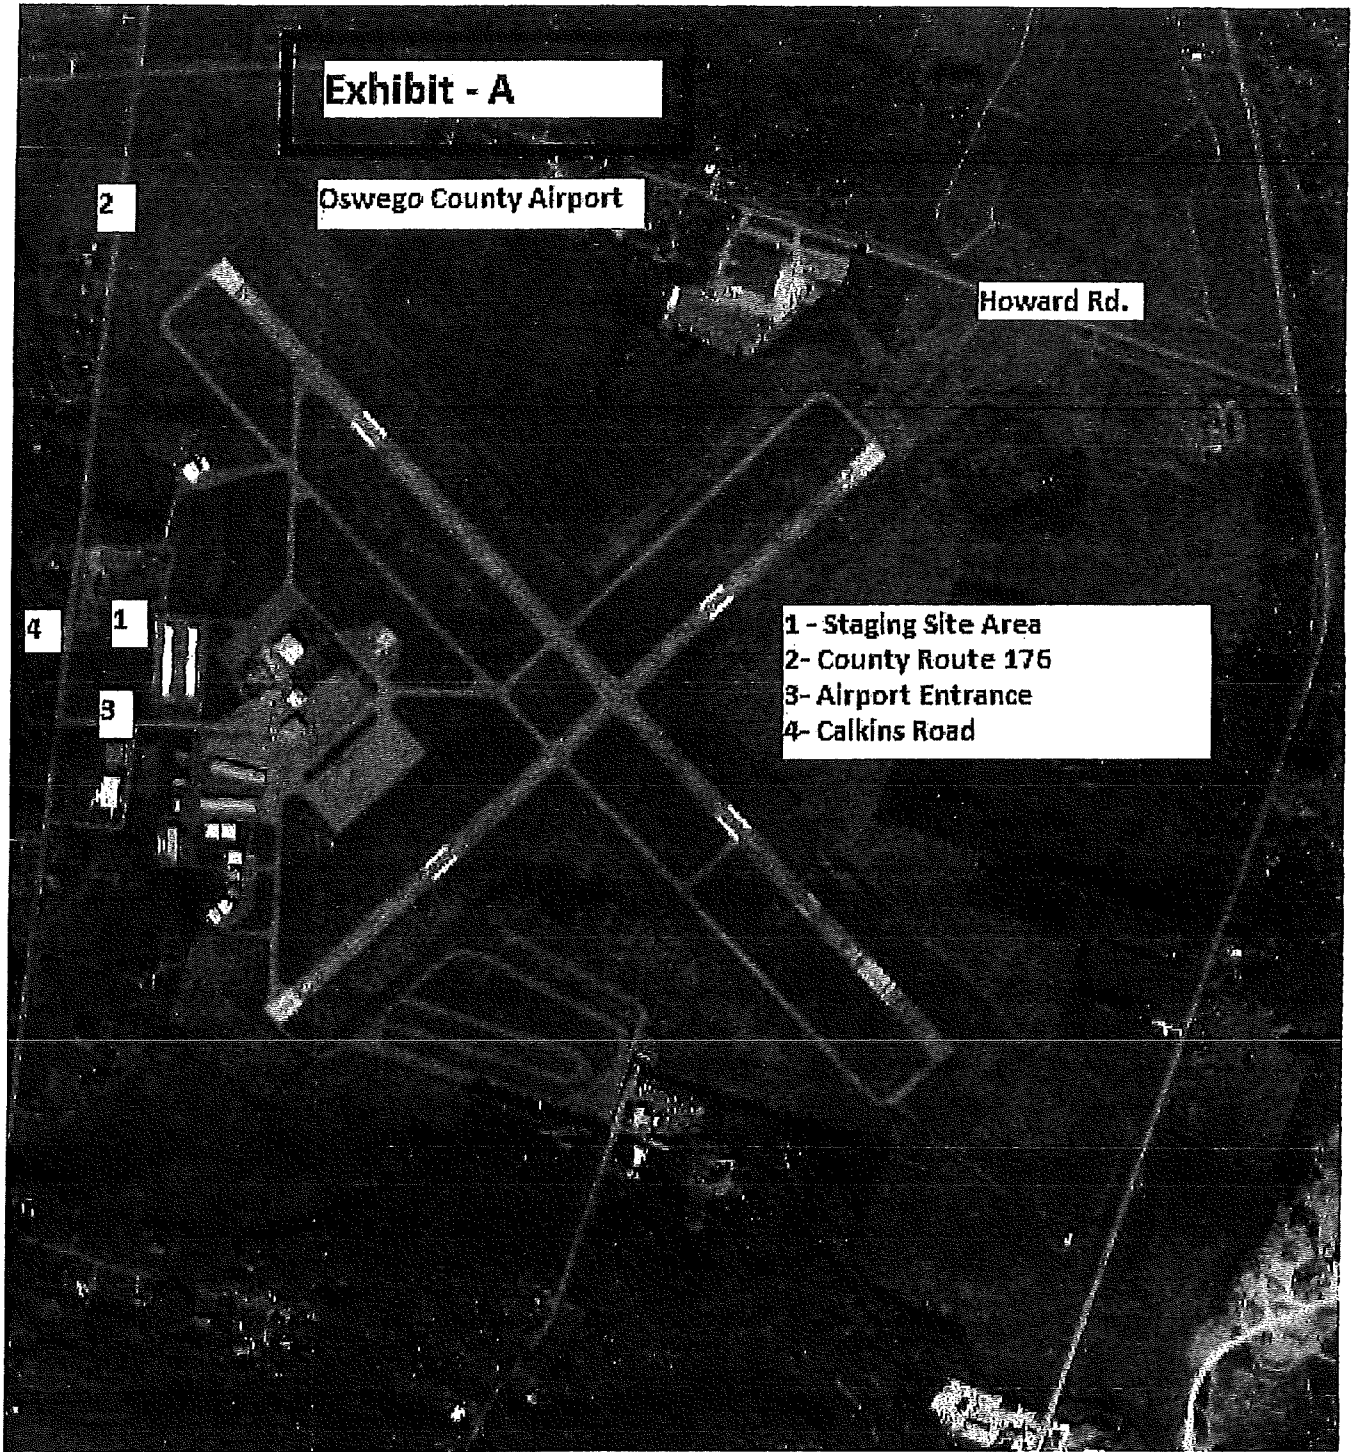 Exhibit - A
2
Oswego County Airport
Howard Rd.
4
1
1 - Staging Site Area
2- County Route 176
3- Airport Entrance
4- Calkins Road
3